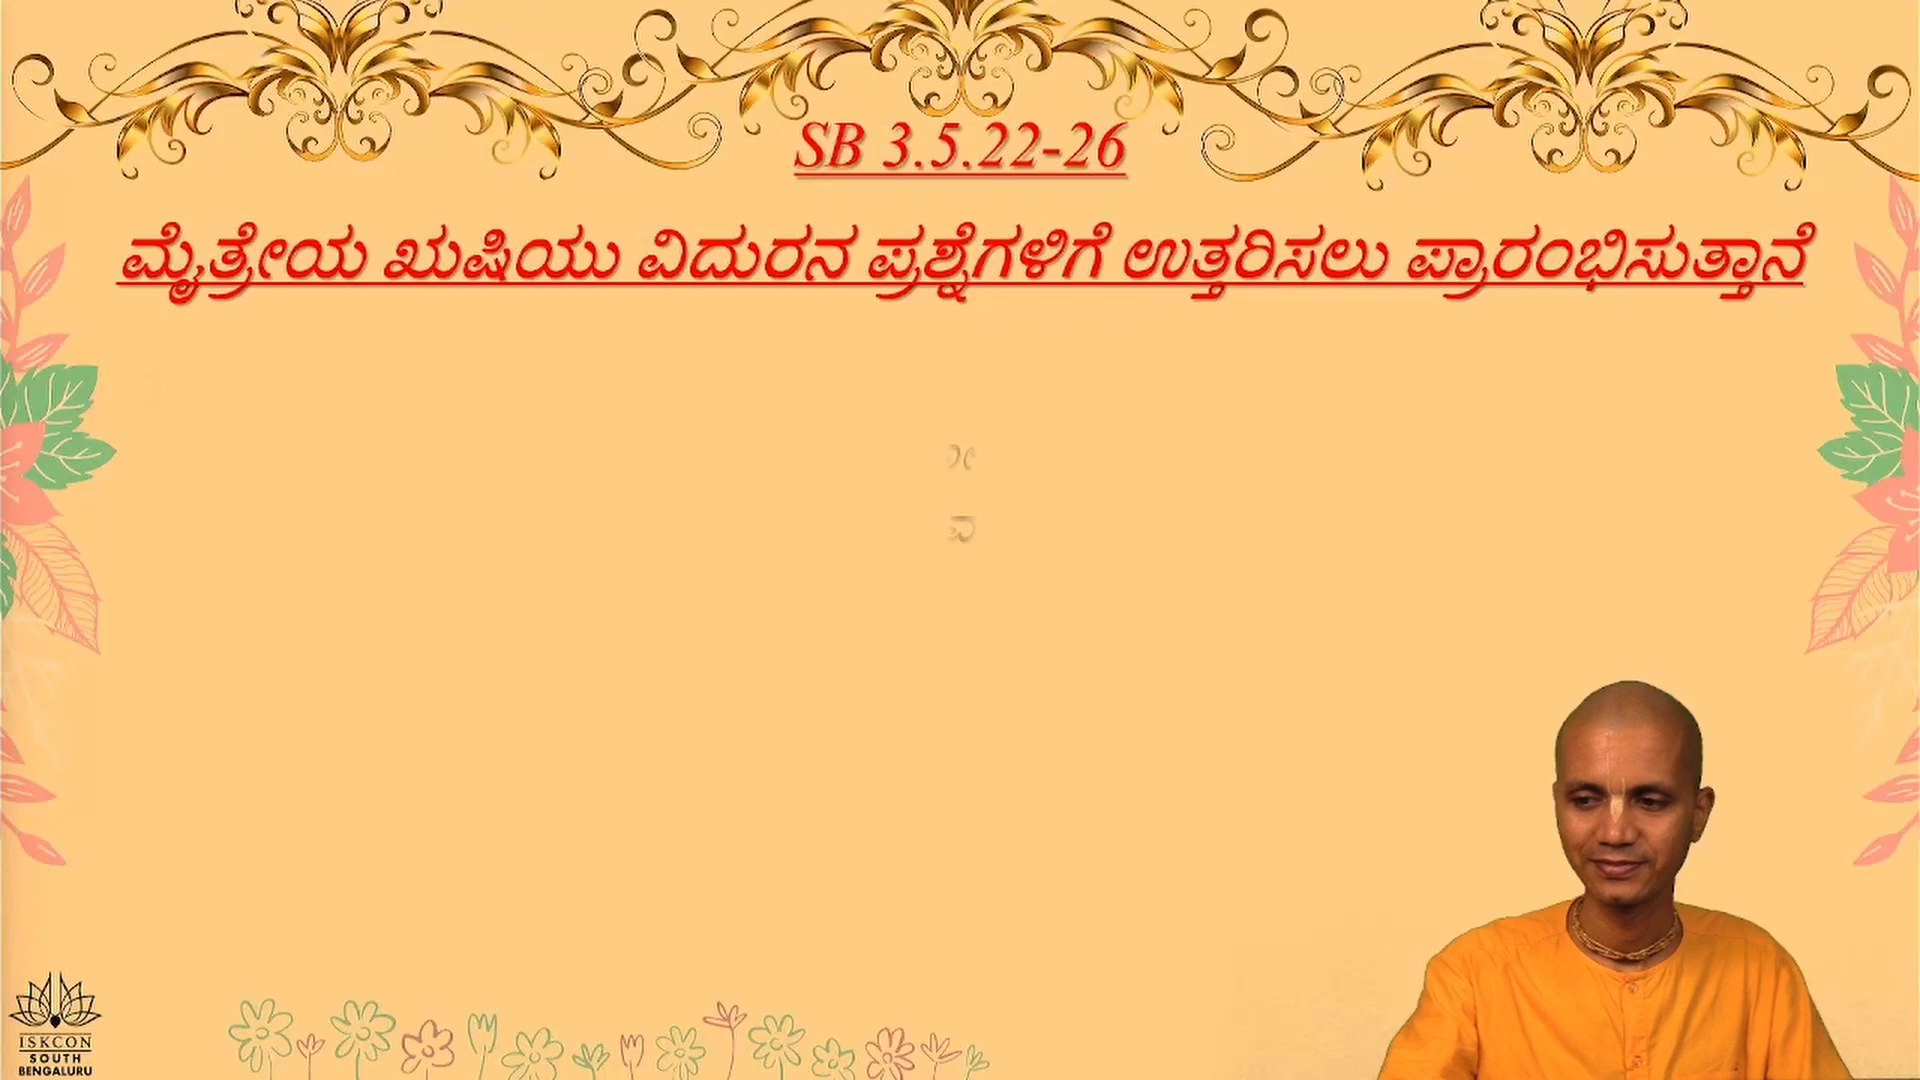 SB 3.5.22-26
ಮೈತ್ರೇಯ ಋಷಿಯು ವಿದುರನ ಪ್ರಶ್ನೆಗಳಿಗೆ ಉತ್ತರಿಸಲು ಪ್ರಾರಂಭಿಸುತ್ತಾನೆ
ISKCON
SOUTH
BENGALURU